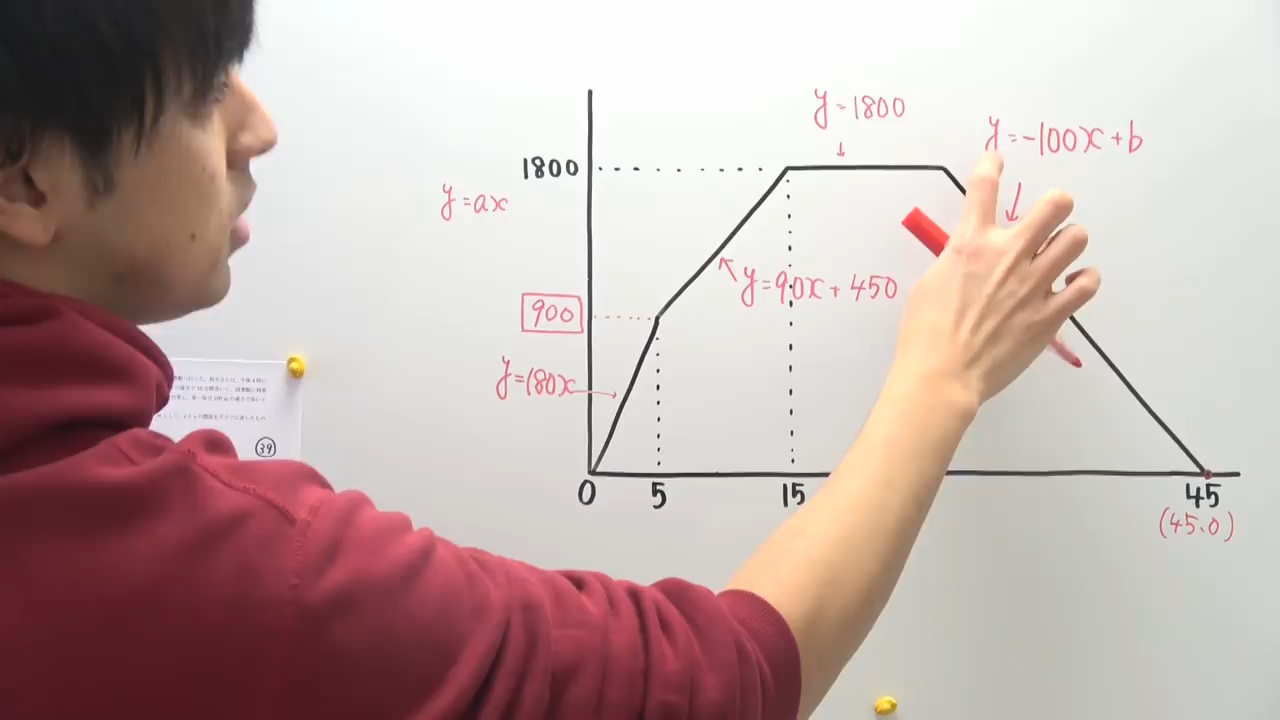 y=1800
y=-100x+b
1800
y=ax
y=90x+450
900
y=180x
0 5 15 45
(45.0)
39